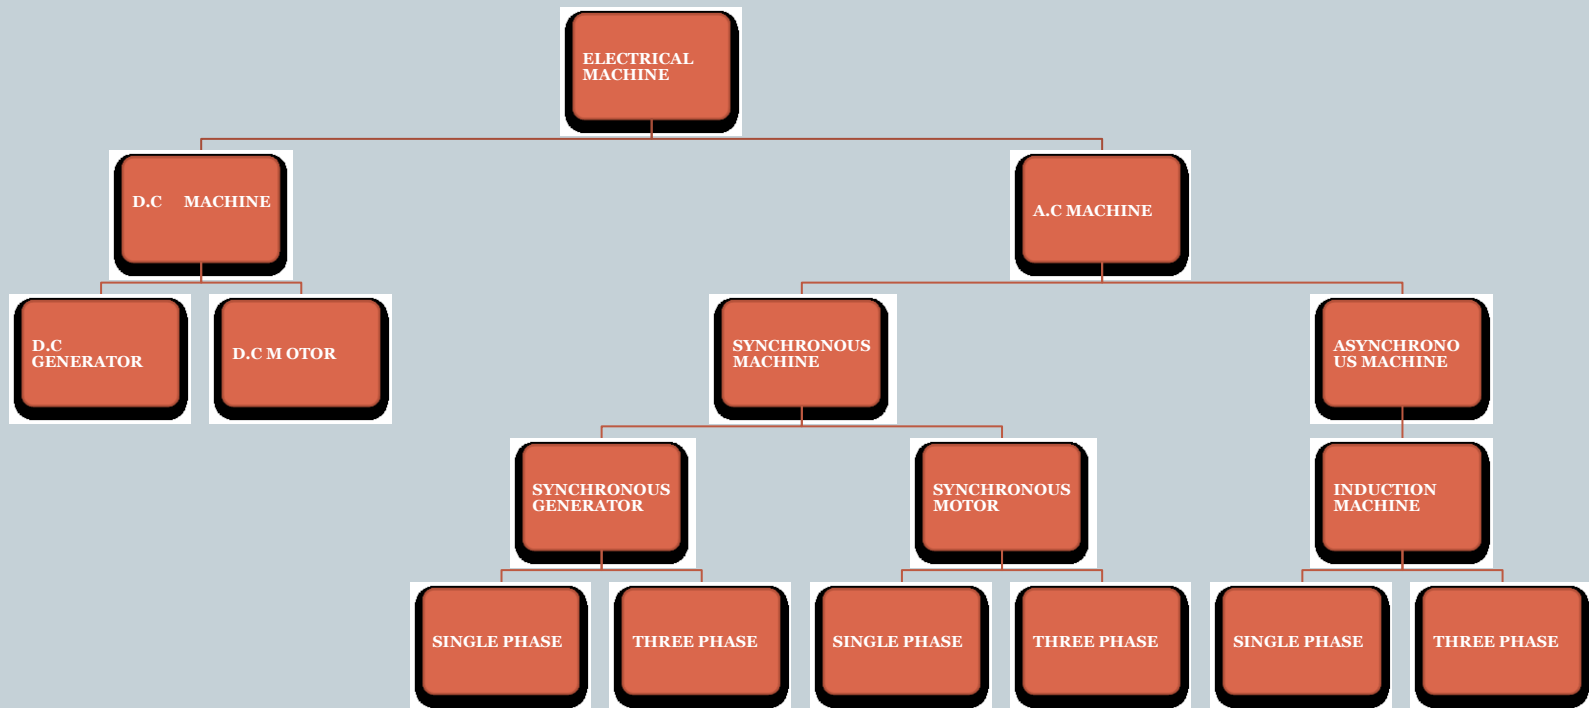 ELECTRICAL
MACHINE
D.C MACHINE
A.C MACHINE
D.C
GENERATOR
D.C M OTOR
SYNCHRONOUS
MACHINE
ASYNCHRONO
US MACHINE
SYNCHRONOUS
GENERATOR
SYNCHRONOUS
MOTOR
INDUCTION
MACHINE
SINGLE PHASE
THREE PHASE
SINGLE PHASE
THREE PHASE
SINGLE PHASE
THREE PHASE